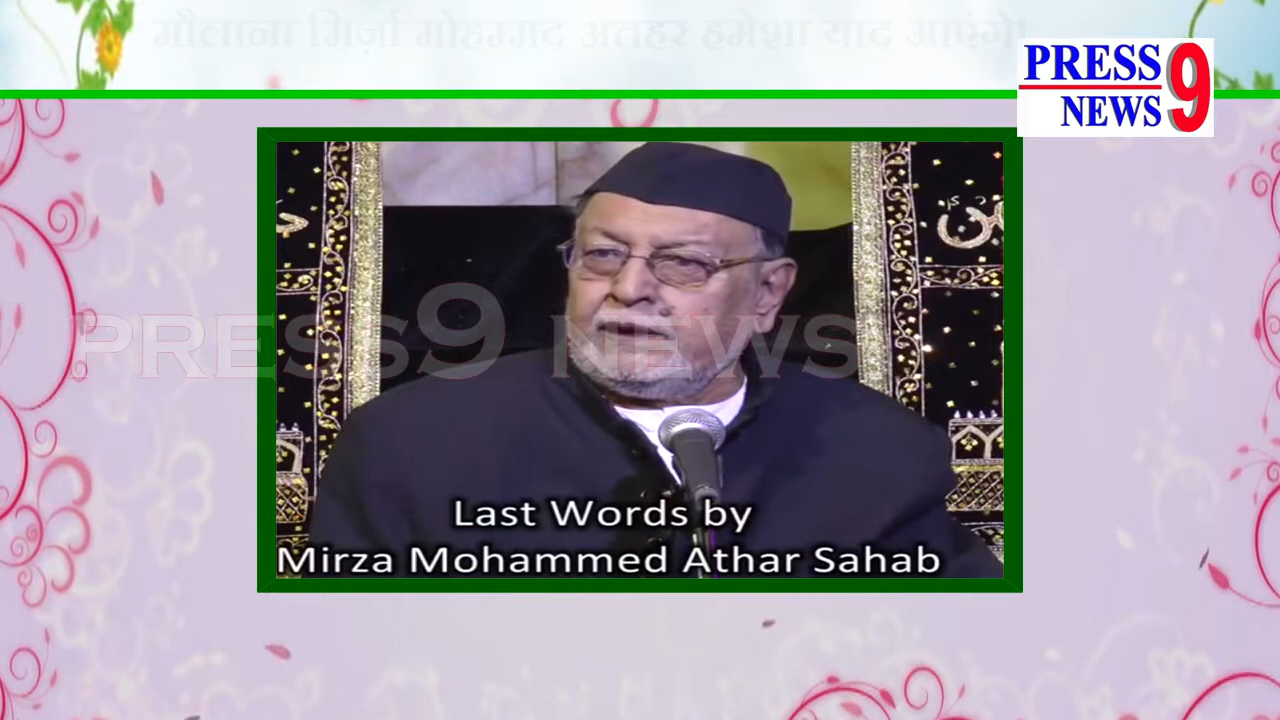 मौलाना मिर्ज़ा मोहम्मद अतहर हमेशा याद आएंगे।
PRESS 9
NEWS
PRESS9 NEWS
Last Words by
Mirza Mohammed Athar Sahab